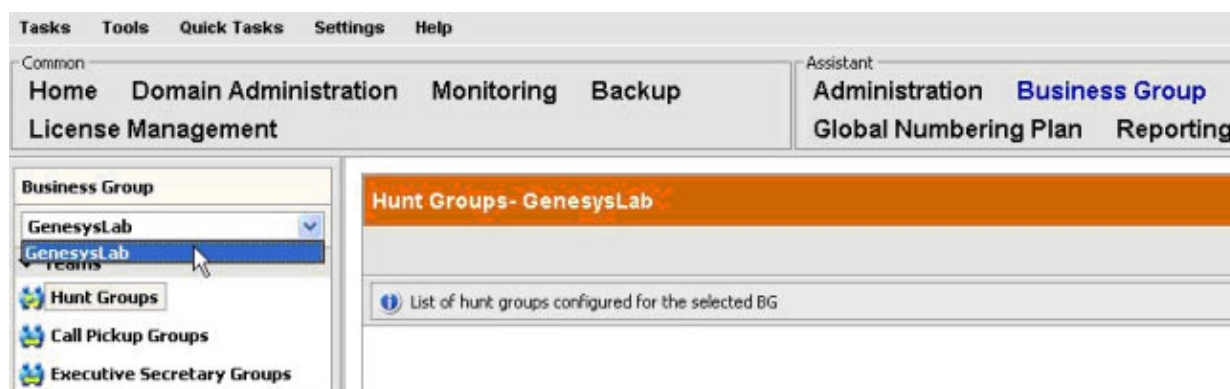 Tasks Tools Quick Tasks Settings Help
Common
Home Domain Administration Monitoring Backup
License Management
Assistant
Administration Business Group
Global Numbering Plan Reporting
Business Group
GenesysLab
GenesysLab
Teams
Hunt Groups
Call Pickup Groups
Executive Secretary Groups
Hunt Groups- GenesysLab
List of hunt groups configured for the selected BG